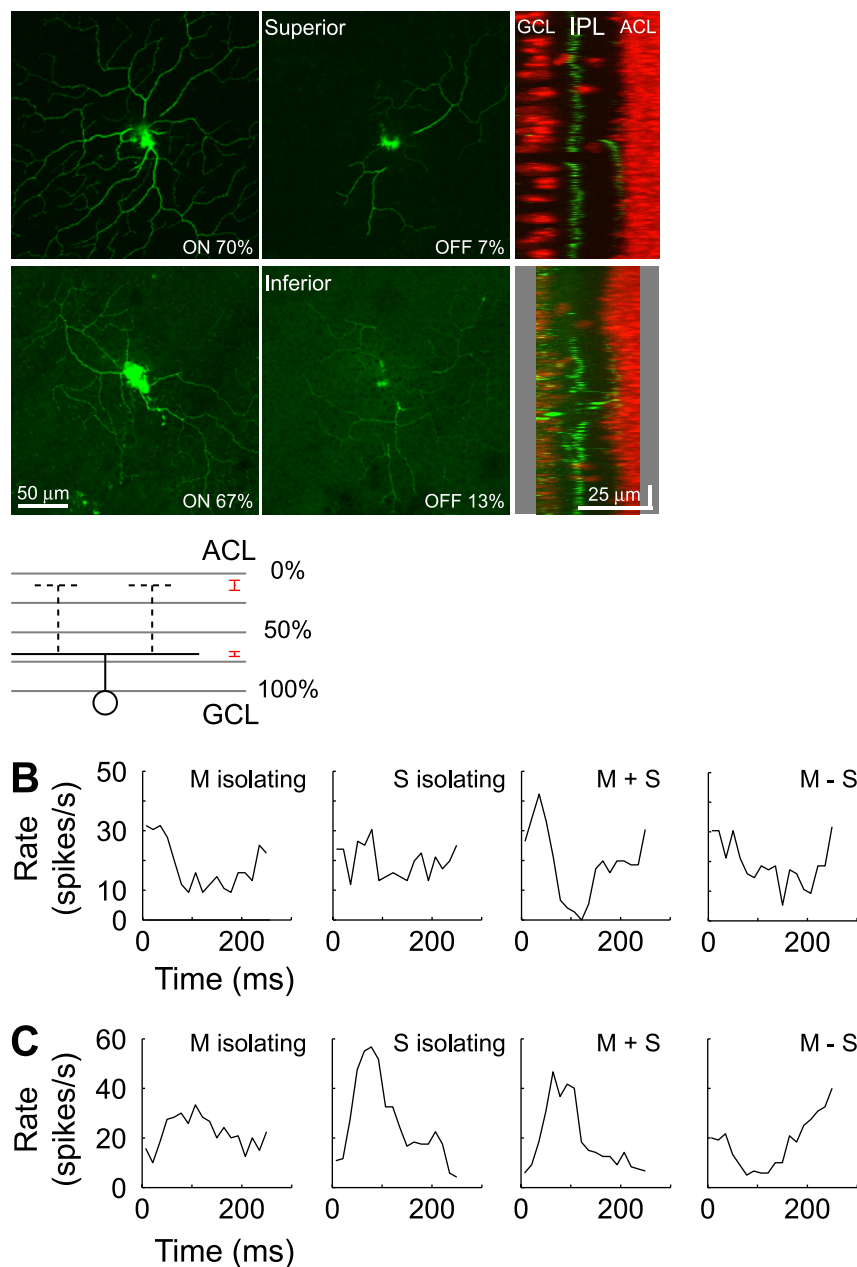 Superior
GCL IPL ACL
ON 70%
OFF 7%
Inferior
50 μm
ON 67%
OFF 13%
25 μm
ACL
0%
50%
100%
GCL
B
M isolating
S isolating
M + S
M - S
50
30
10
0
Rate
(spikes/s)
0 200
0 200
0 200
0 200
Time (ms)
C
M isolating
S isolating
M + S
M - S
60
40
20
0
Rate
(spikes/s)
0 200
0 200
0 200
0 200
Time (ms)